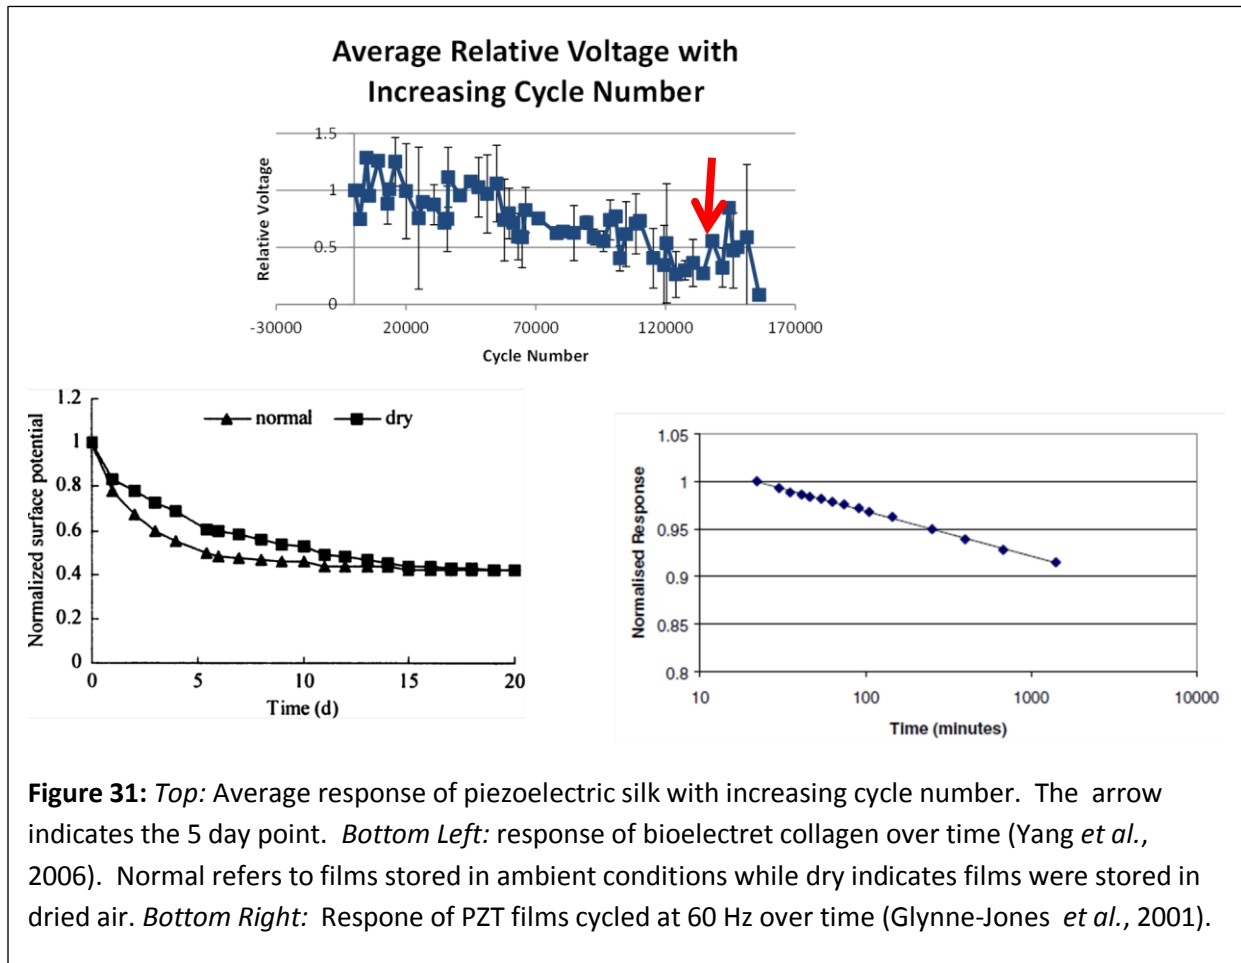 Average Relative Voltage with
Increasing Cycle Number
Relative Voltage
1.5
1
0.5
0
-30000 20000 70000 120000 170000
Cycle Number
Normalized surface potential
1.2
1
0.8
0.6
0.4
0.2
0
normal dry
0 5 10 15 20
Time (d)
Normalised Response
1.05
1
0.95
0.9
0.85
0.8
10 100 1000 10000
Time (minutes)
Figure 31: Top: Average response of piezoelectric silk with increasing cycle number. The arrow
indicates the 5 day point. Bottom Left: response of bioelectret collagen over time (Yang et al.,
2006). Normal refers to films stored in ambient conditions while dry indicates films were stored in
dried air. Bottom Right: Respone of PZT films cycled at 60 Hz over time (Glynne-Jones et al., 2001).